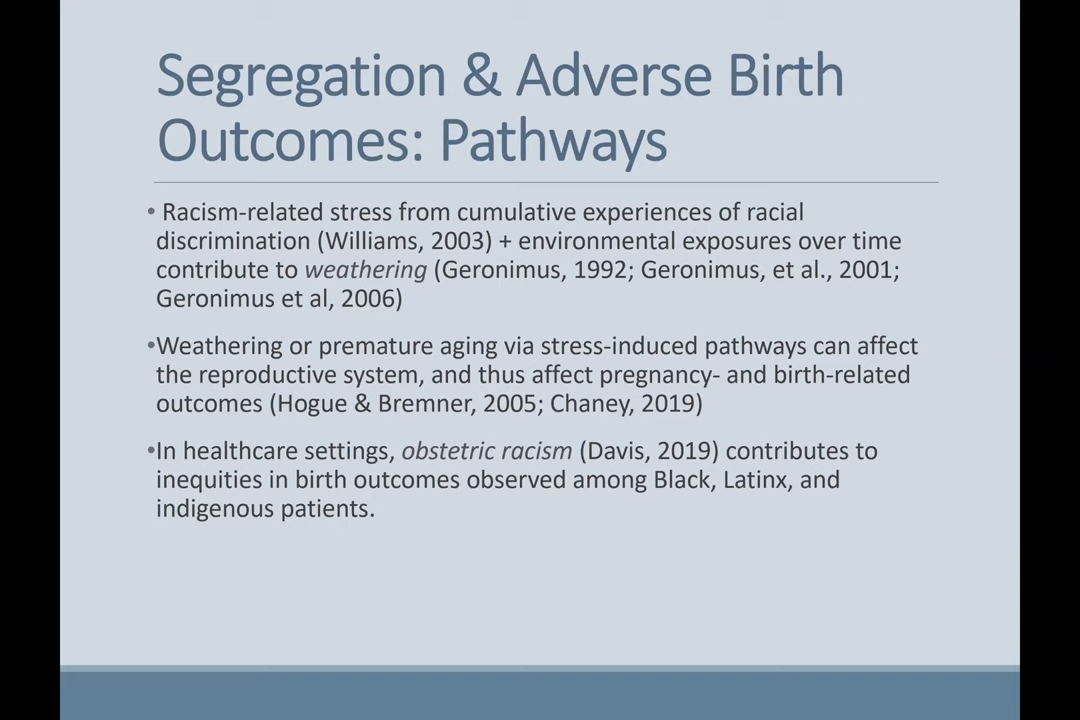 Segregation & Adverse Birth
Outcomes: Pathways
• Racism-related stress from cumulative experiences of racial
discrimination (Williams, 2003) + environmental exposures over time
contribute to weathering (Geronimus, 1992; Geronimus, et al., 2001;
Geronimus et al, 2006)
•Weathering or premature aging via stress-induced pathways can affect
the reproductive system, and thus affect pregnancy- and birth-related
outcomes (Hogue & Bremner, 2005; Chaney, 2019)
•In healthcare settings, obstetric racism (Davis, 2019) contributes to
inequities in birth outcomes observed among Black, Latinx, and
indigenous patients.